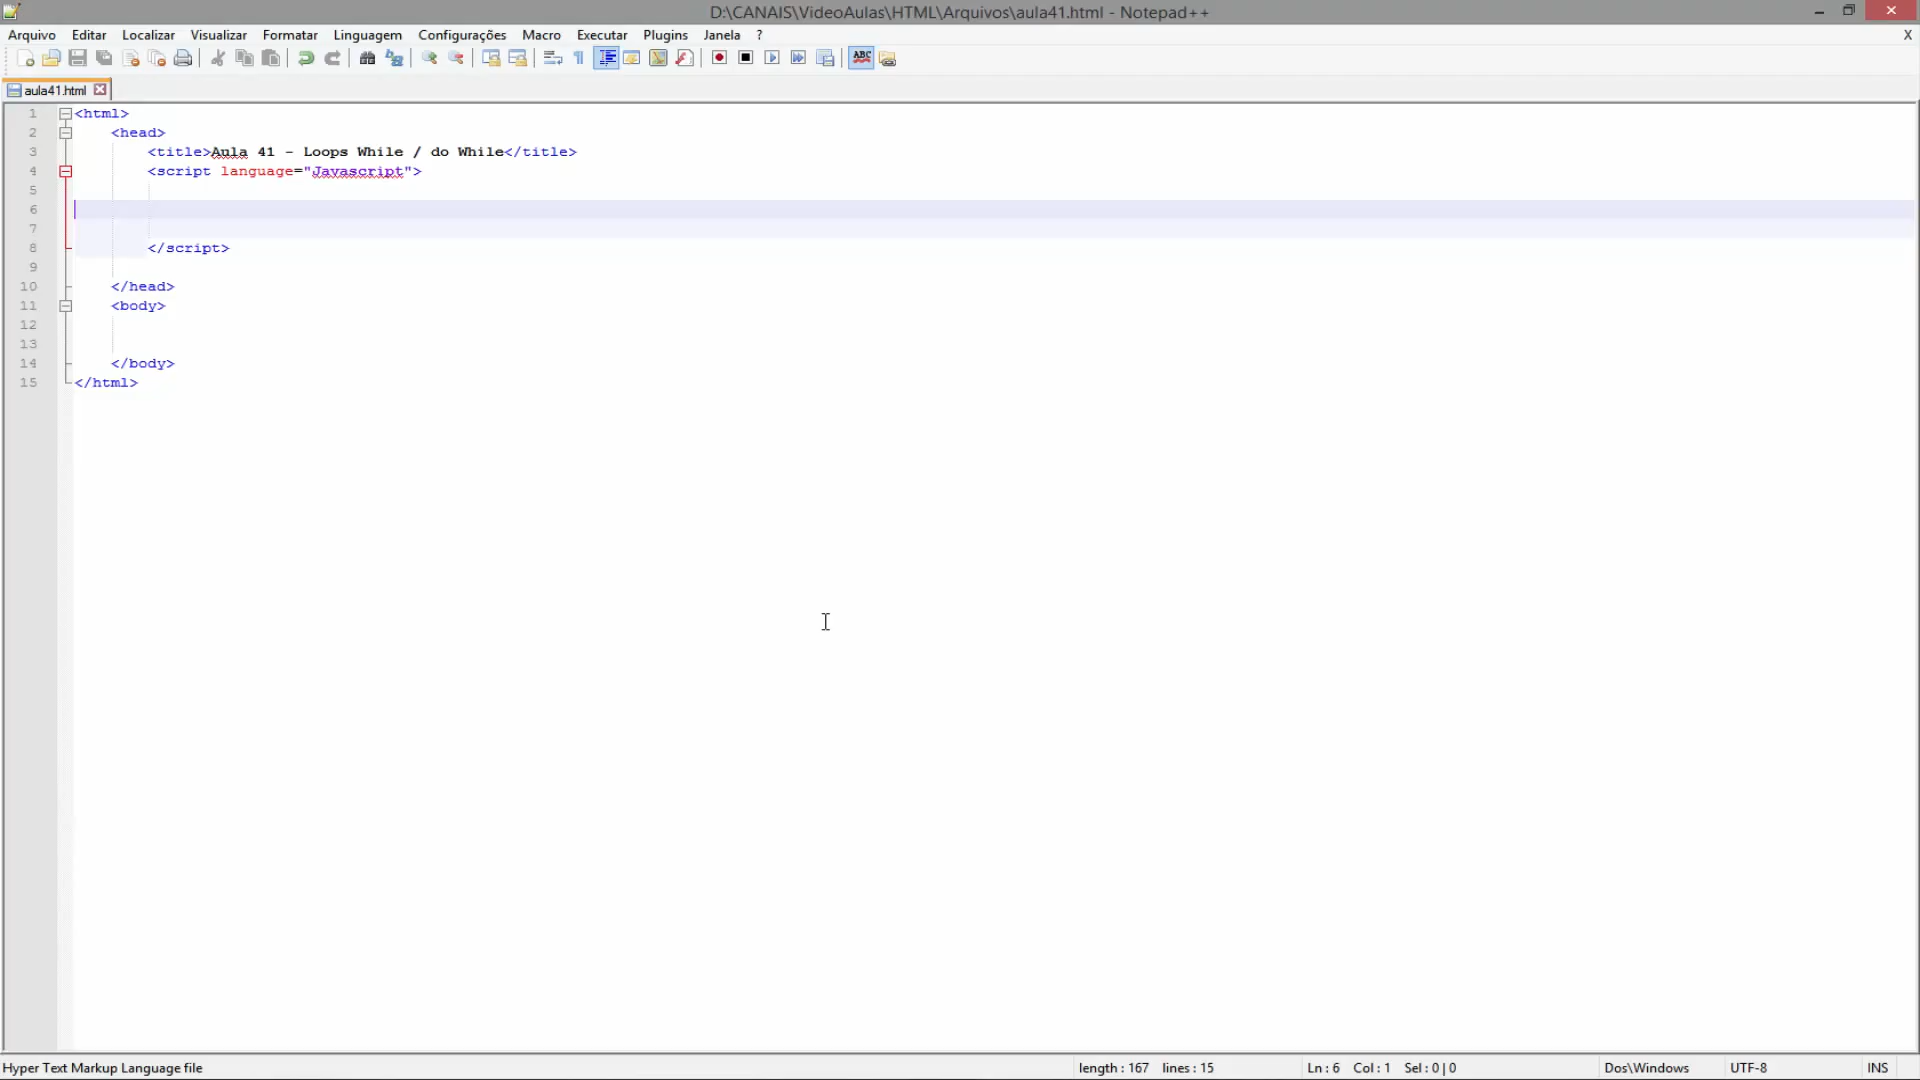 D:\CANAIS\VideoAulas\HTML\Arquivos\aula41.html - Notepad++
Arquivo Editar Localizar Visualizar Formatar Linguagem Configurações Macro Executar Plugins Janela ? X
ABC
aula41.html
1 <html>
2 <head>
3 <title>Aula 41 - Loops While / do While</title>
4 <script language="Javascript">
5
6
7
8 </script>
9
10 </head>
11 <body>
12
13
14 </body>
15 </html>
Hyper Text Markup Language file length : 167 lines : 15 Ln : 6 Col : 1 Sel : 0 | 0 Dos\Windows UTF-8 INS